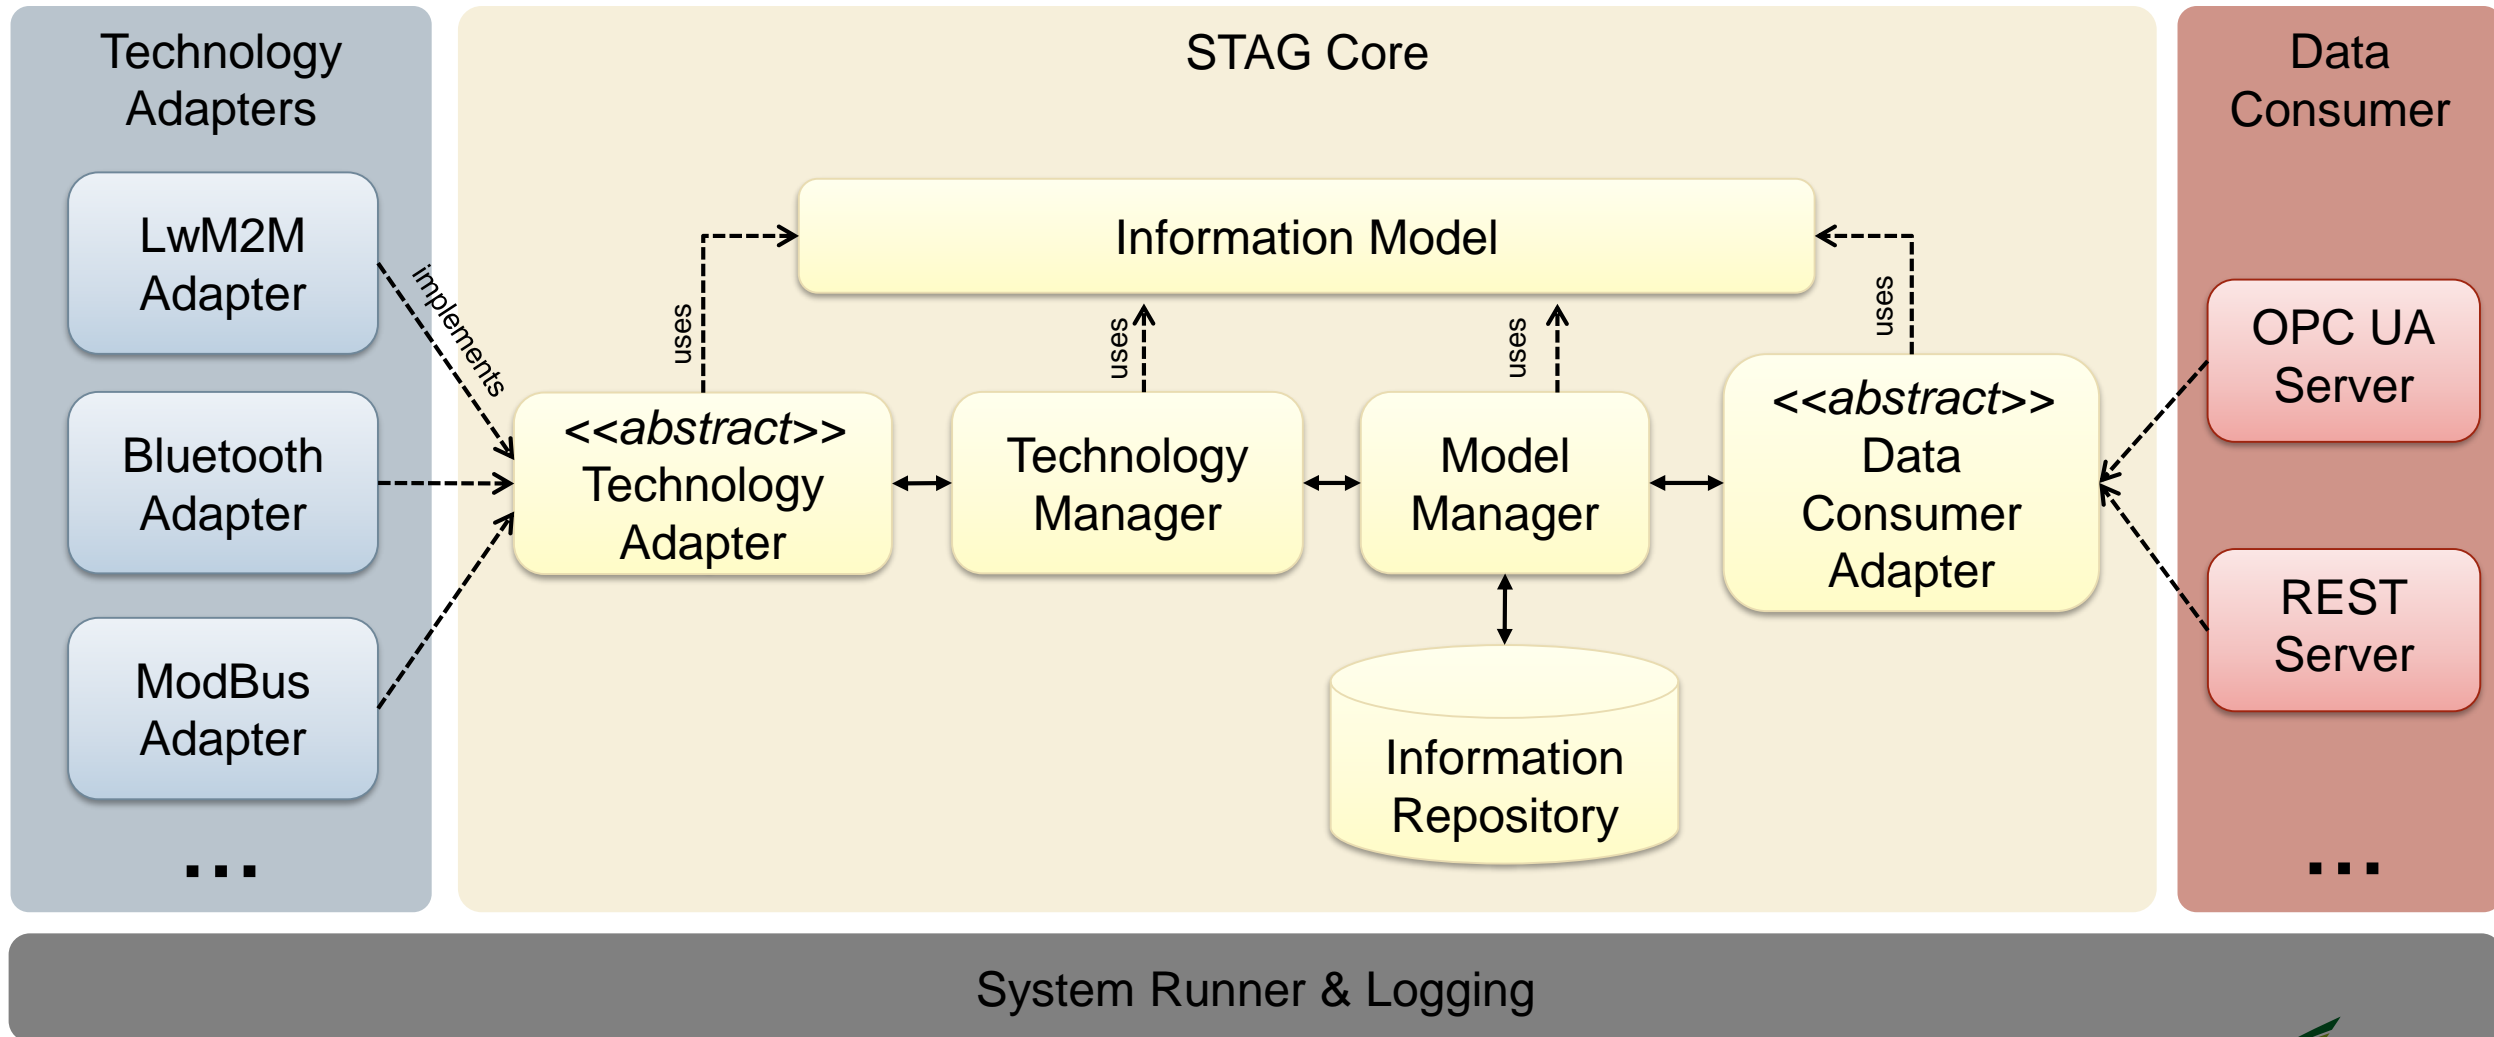 Technology
Adapters
LwM2M
Adapter
Bluetooth
Adapter
ModBus
Adapter
...
implements
STAG Core
Information Model
uses
uses
uses
uses
<<abstract>>
Technology
Adapter
Technology
Manager
Model
Manager
<<abstract>>
Data
Consumer
Adapter
Information
Repository
Data
Consumer
OPC UA
Server
REST
Server
...
System Runner & Logging